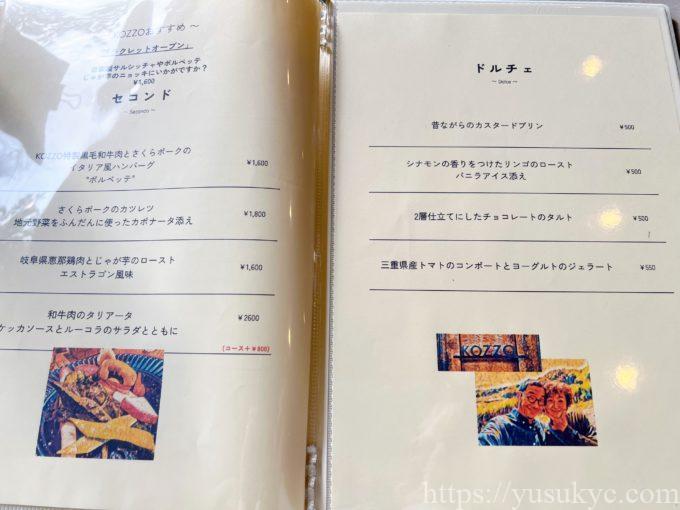 KOZZOおすすめ ～
クレットオープン」
サルシッチャやポルペッテ
のニョッキにいかがですか？
¥1,600
セコンド
～ Secondo ～
KOZZO特製黒毛和牛肉とさくらポークの
イタリア風ハンバーグ
"ポルペッテ"
¥1,600
さくらポークのカツレツ
地元野菜をふんだんに使ったカポナータ添え
¥1,800
岐阜県恵那鶏肉とじゃが芋のロースト
エストラゴン風味
¥1,600
和牛肉のタリアータ
ケッカソースとルーコラのサラダとともに
¥2600
(コース＋¥800)
ドルチェ
～ Dolce ～
昔ながらのカスタードプリン ¥500
シナモンの香りをつけたリンゴのロースト
バニラアイス添え
¥500
2層仕立てにしたチョコレートのタルト ¥500
三重県産トマトのコンポートとヨーグルトのジェラート ¥550
KOZZO
https://yusukyc.com